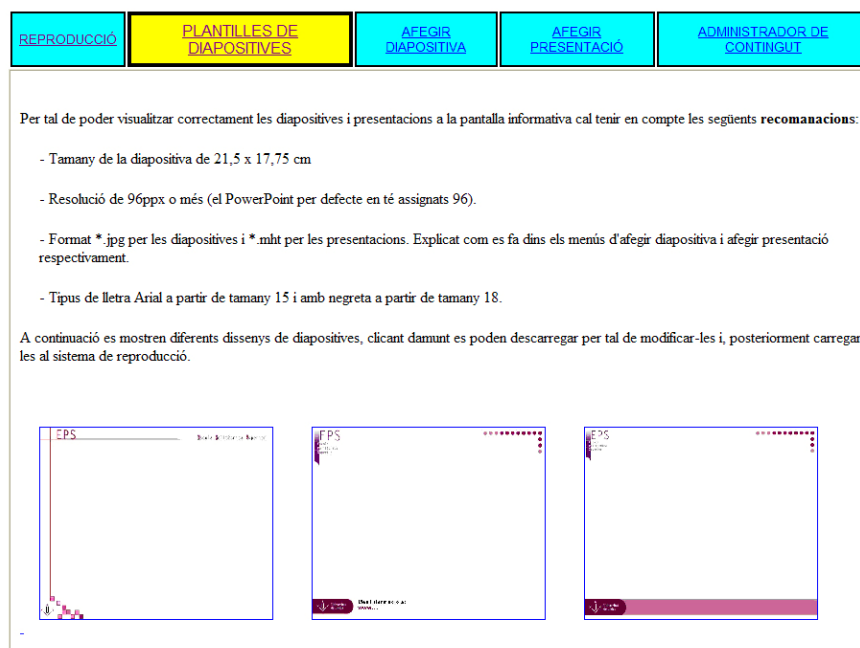 REPRODUCCIÓ
PLANTILLES DE
DIAPOSITIVES
AFEGIR
DIAPOSITIVA
AFEGIR
PRESENTACIÓ
ADMINISTRADOR DE
CONTINGUT
Per tal de poder visualitzar correctament les diapositives i presentacions a la pantalla informativa cal tenir en compte les següents recomanacions:
- Tamany de la diapositiva de 21,5 x 17,75 cm
- Resolució de 96ppx o més (el PowerPoint per defecte en té assignats 96).
- Format *.jpg per les diapositives i *.mht per les presentacions. Explicat com es fa dins els menús d'afegir diapositiva i afegir presentació
respectivament.
- Tipus de lletra Arial a partir de tamany 15 i amb negreta a partir de tamany 18.
A continuació es mostren diferents dissenys de diapositives, clicant damunt es poden descarregar per tal de modificar-les i, posteriorment carregar
les al sistema de reproducció.
EPS
EPS
EPS
www...
-